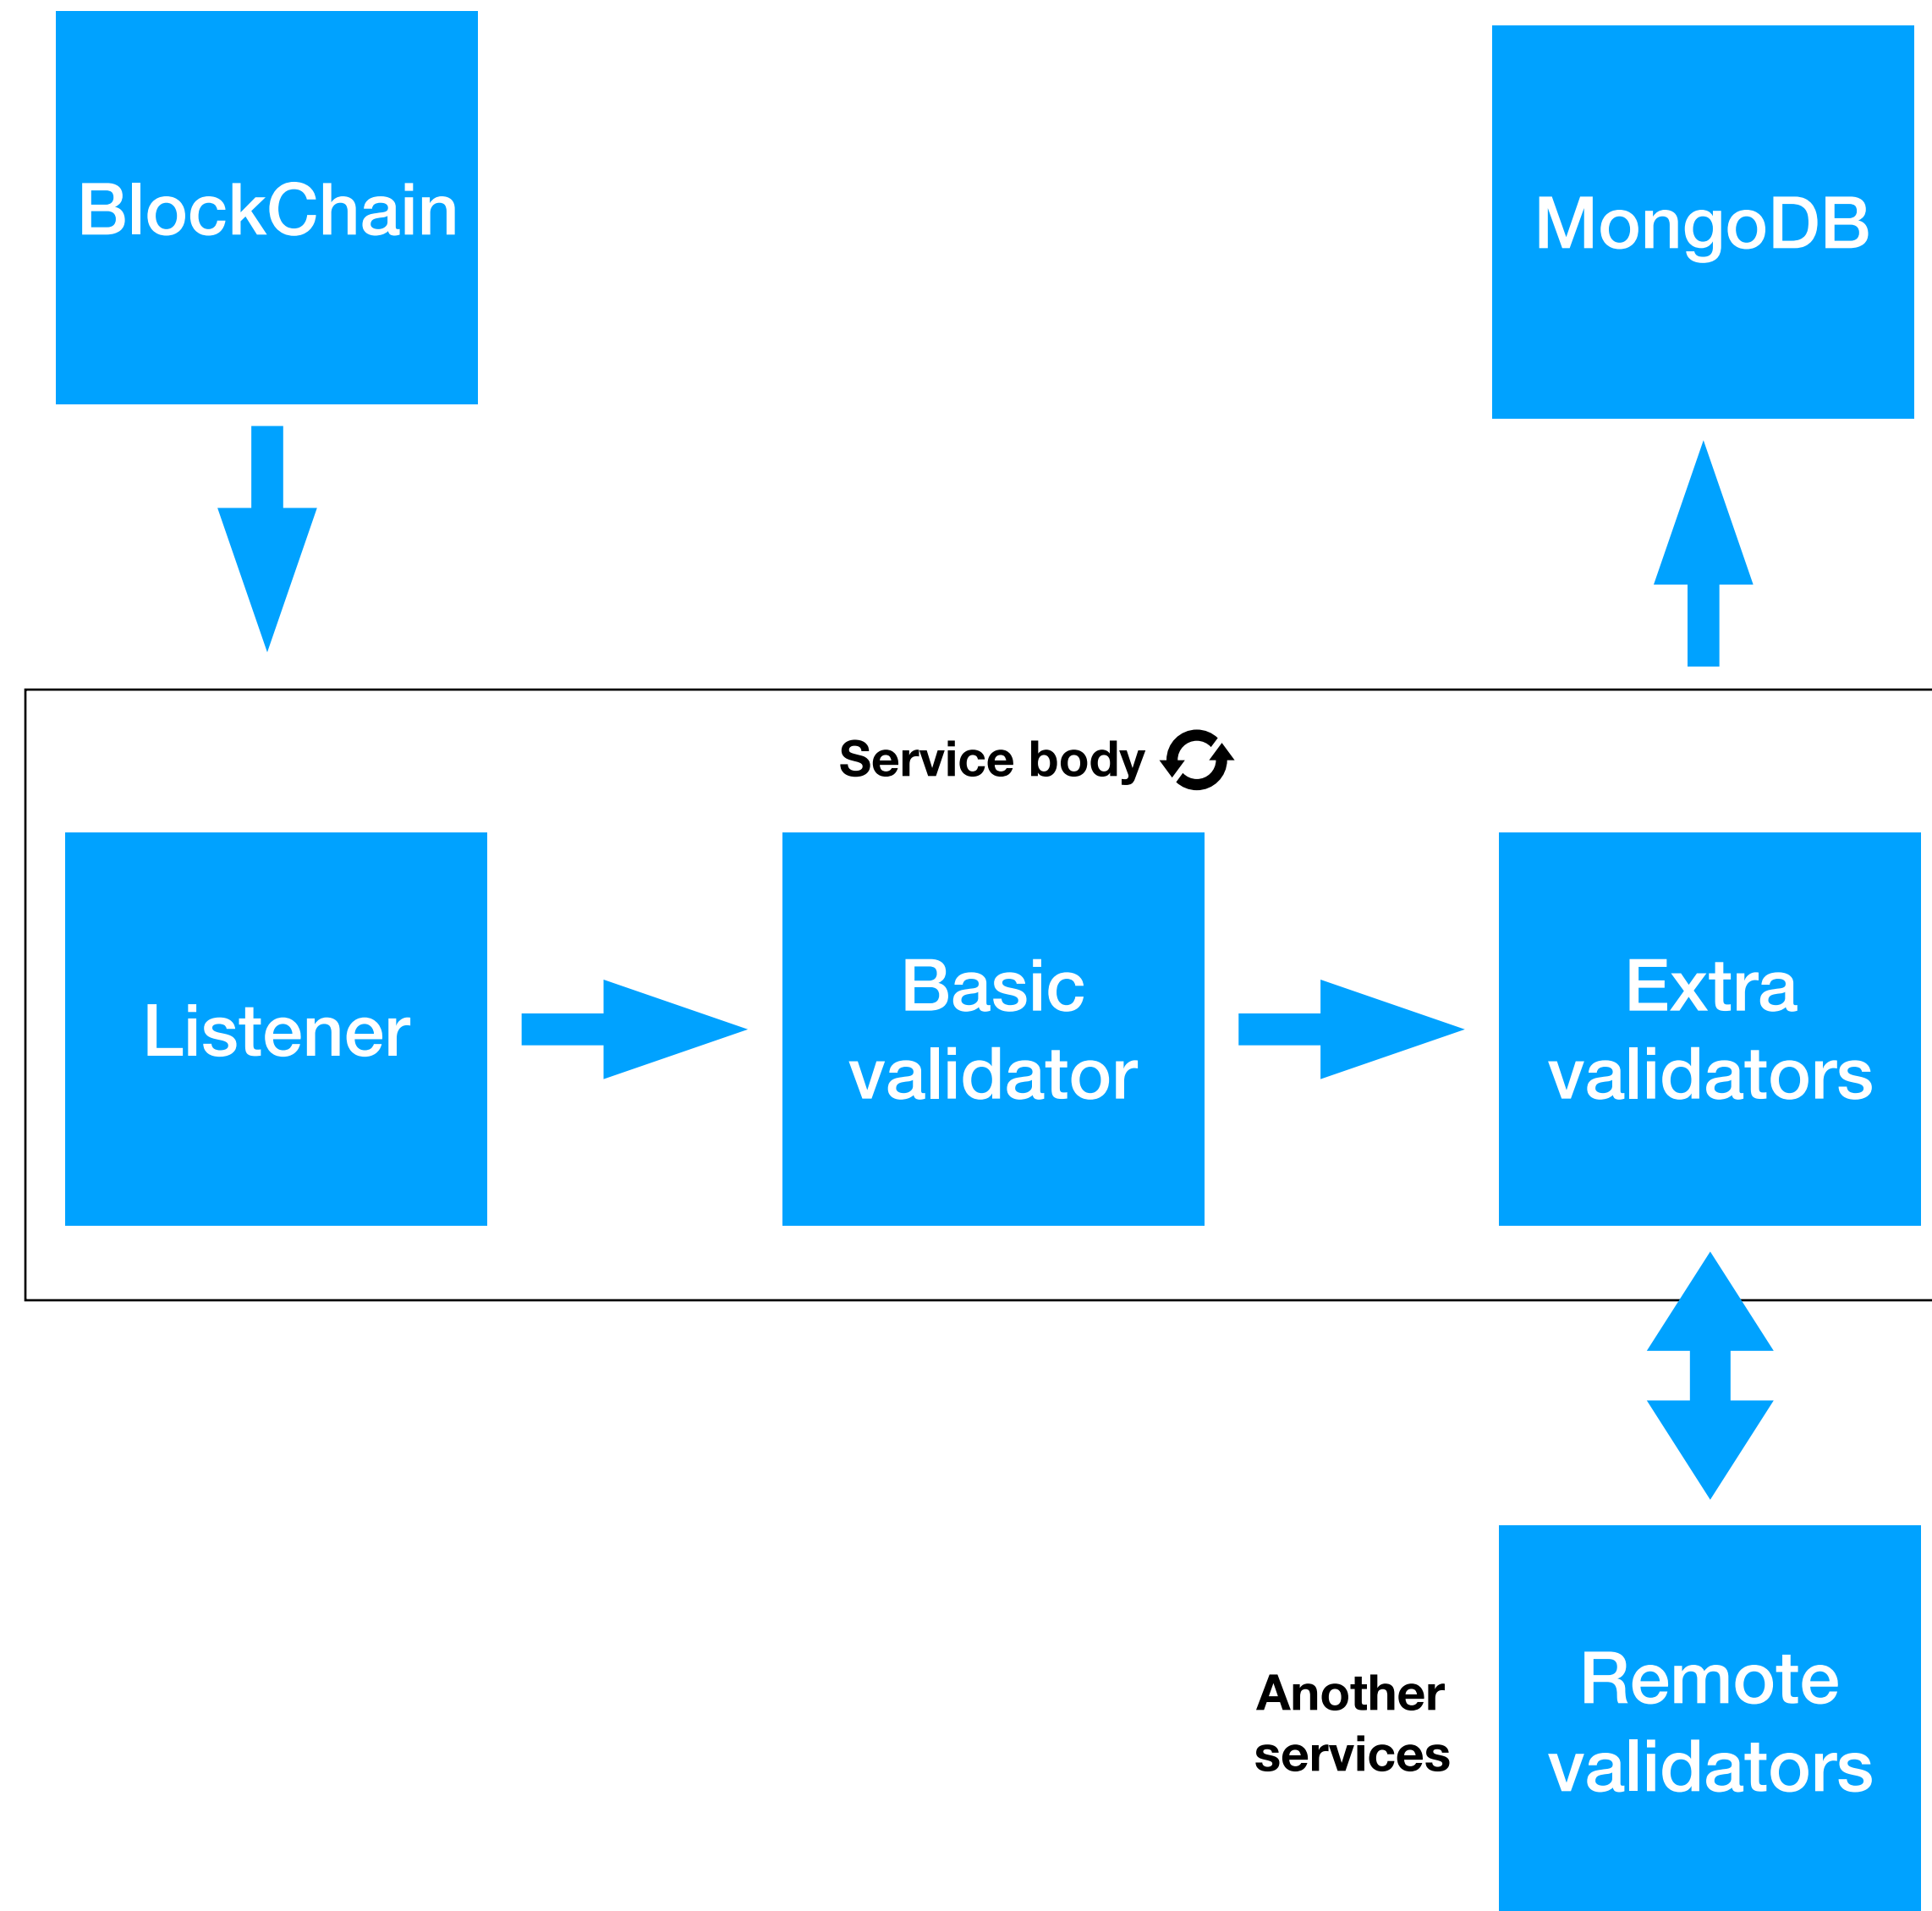 BlockChain
MongoDB
Service body
Listener
Basic
validator
Extra
validators
Another
services
Remote
validators